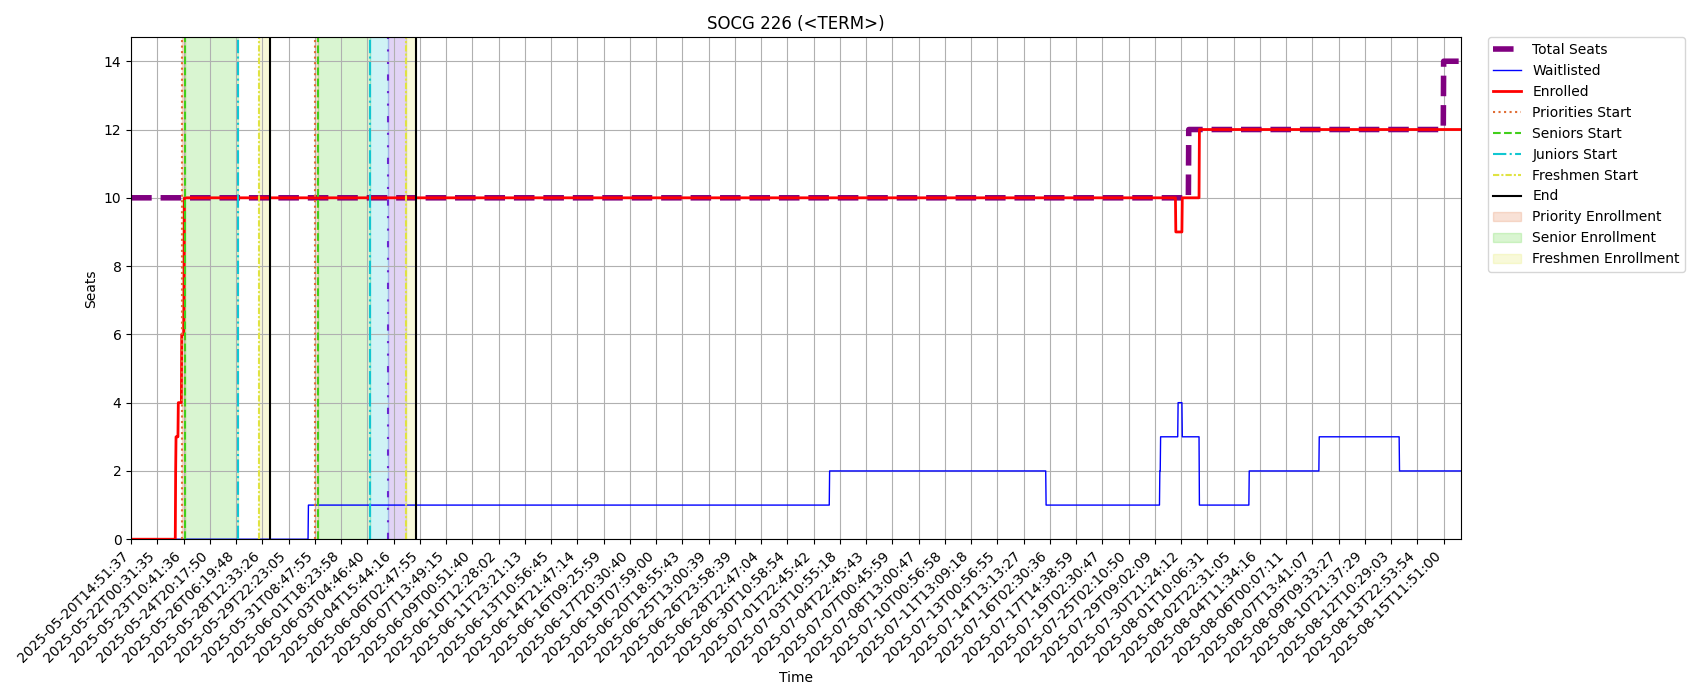 SOCG 226 (<TERM>)
Total Seats
Waitlisted
Enrolled
Priorities Start
Seniors Start
Juniors Start
Freshmen Start
End
Priority Enrollment
Senior Enrollment
Freshmen Enrollment
Seats
14
12
10
8
6
4
2
0
2025-05-20T14:51:37
2025-05-22T00:31:35
2025-05-23T10:41:36
2025-05-24T20:17:50
2025-05-26T06:19:48
2025-05-28T12:33:26
2025-05-29T22:23:05
2025-05-31T08:47:55
2025-06-01T18:23:58
2025-06-03T04:46:40
2025-06-04T15:44:16
2025-06-06T02:47:55
2025-06-07T13:49:15
2025-06-09T00:51:40
2025-06-10T12:28:02
2025-06-11T23:21:13
2025-06-13T10:56:45
2025-06-14T21:47:14
2025-06-16T09:25:59
2025-06-17T20:30:40
2025-06-19T07:59:00
2025-06-20T18:55:43
2025-06-25T13:00:39
2025-06-26T23:58:39
2025-06-28T22:47:04
2025-06-30T10:58:54
2025-07-01T22:45:42
2025-07-03T10:55:18
2025-07-04T22:45:43
2025-07-07T00:45:59
2025-07-08T13:00:47
2025-07-10T00:56:58
2025-07-11T13:09:18
2025-07-13T00:56:55
2025-07-14T13:13:27
2025-07-16T02:30:36
2025-07-17T14:38:59
2025-07-19T02:30:47
2025-07-25T02:10:50
2025-07-29T09:02:09
2025-07-30T21:24:12
2025-08-01T10:06:31
2025-08-02T22:31:05
2025-08-04T11:34:16
2025-08-06T00:07:11
2025-08-07T13:41:07
2025-08-09T09:33:27
2025-08-10T21:37:29
2025-08-12T10:29:03
2025-08-13T22:53:54
2025-08-15T11:51:00
Time